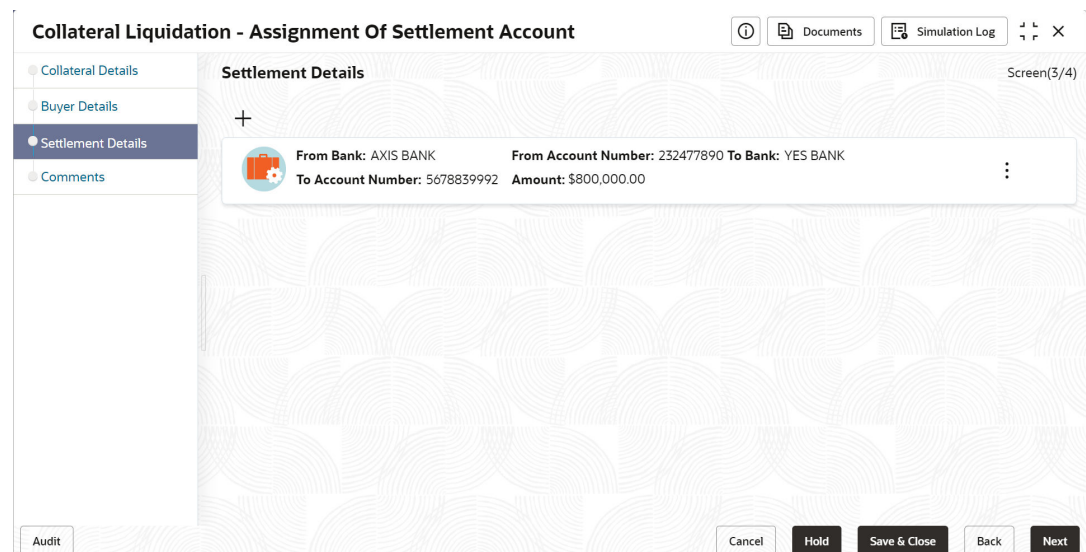 Collateral Liquidation - Assignment Of Settlement Account
Documents
Simulation Log
Collateral Details
Buyer Details
Settlement Details
Comments
Settlement Details
Screen(3/4)
From Bank: AXIS BANK From Account Number: 232477890 To Bank: YES BANK
To Account Number: 5678839992 Amount: $800,000.00
Audit
Cancel
Hold
Save & Close
Back
Next